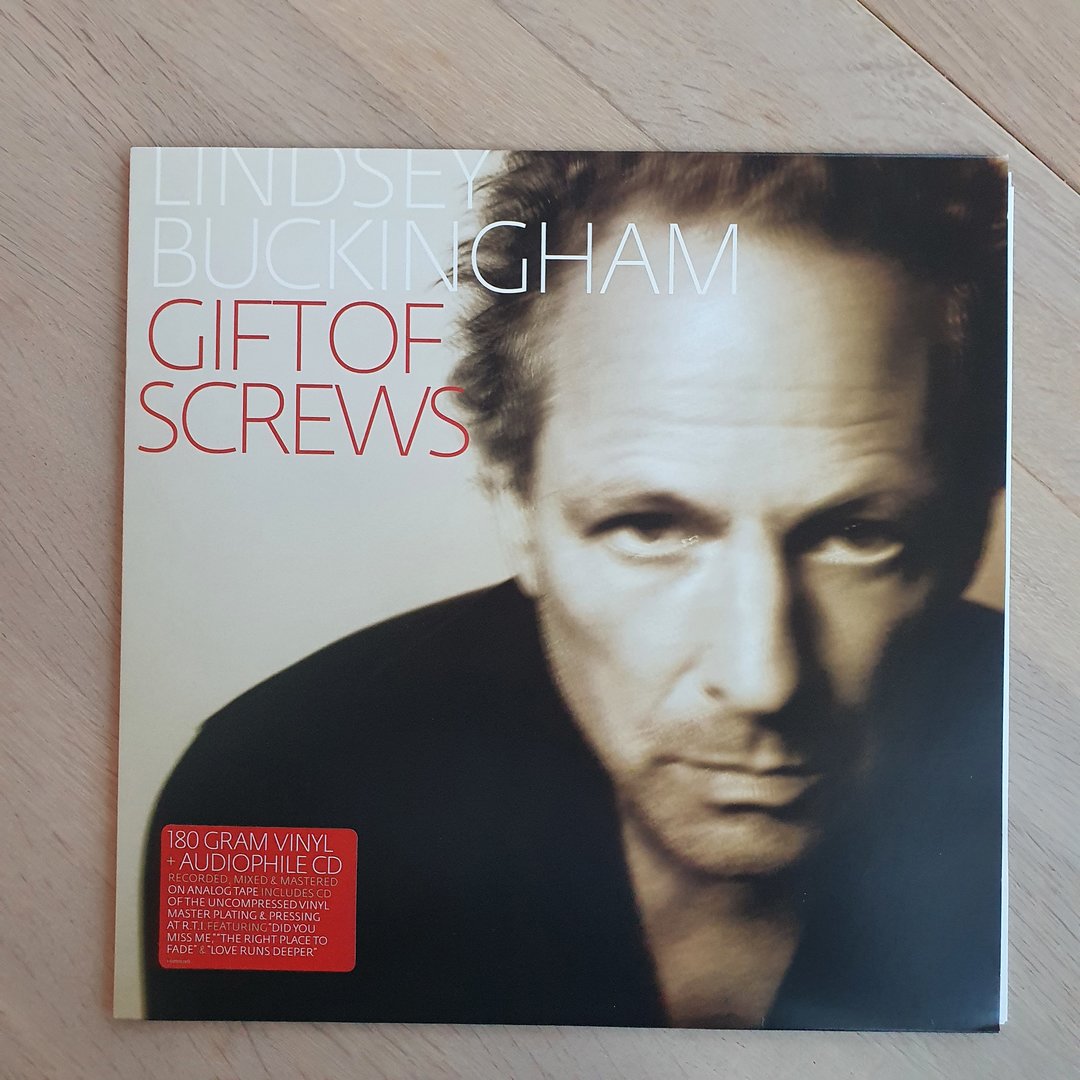 LINDSEY
BUCKINGHAM
GIFT OF
SCREWS
180 GRAM VINYL
+ AUDIOPHILE CD
RECORDED, MIXED & MASTERED
ON ANALOG TAPE INCLUDES CD
OF THE UNCOMPRESSED VINYL
MASTER PLATING & PRESSING
AT R.T.I. FEATURING "DID YOU
MISS ME," "THE RIGHT PLACE TO
FADE" & "LOVE RUNS DEEPER"